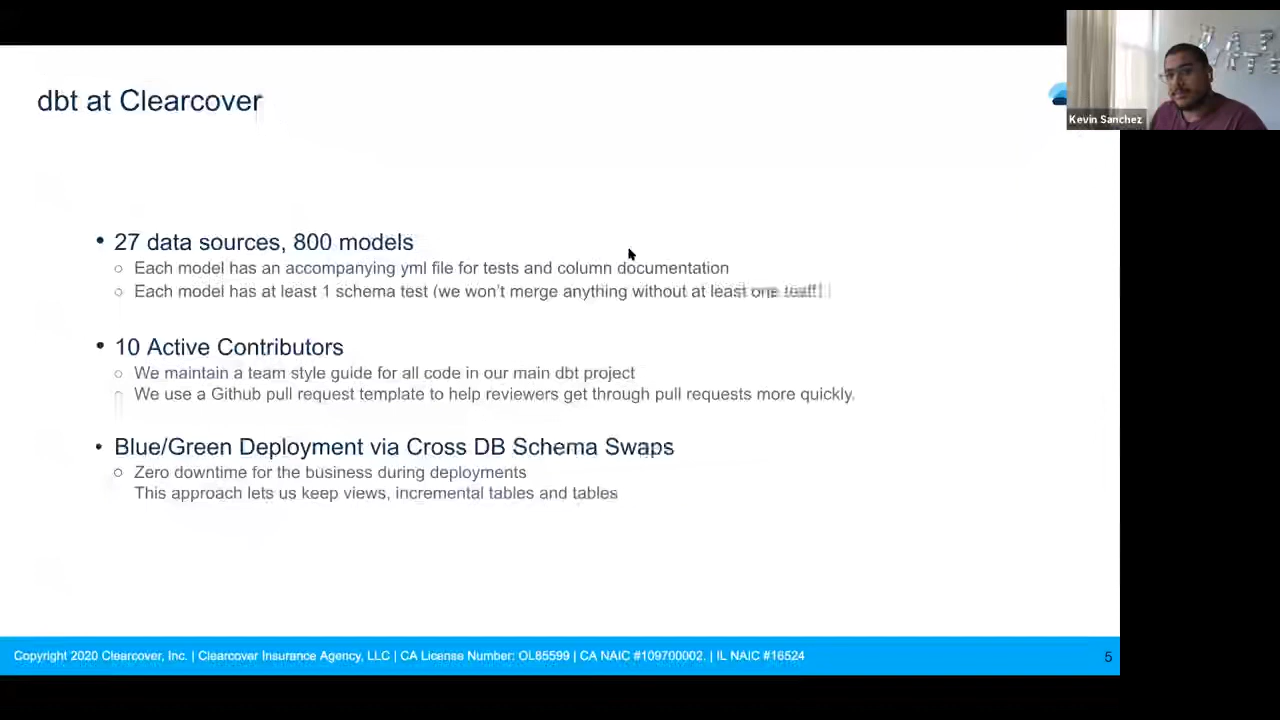 Kevin Sanchez
dbt at Clearcover
• 27 data sources, 800 models
○ Each model has an accompanying yml file for tests and column documentation
○ Each model has at least 1 schema test (we won't merge anything without at least one
• 10 Active Contributors
○ We maintain a team style guide for all code in our main dbt project
○ We use a Github pull request template to help reviewers get through pull requests more quickly.
• Blue/Green Deployment via Cross DB Schema Swaps
○ Zero downtime for the business during deployments
This approach lets us keep views, incremental tables and tables
Copyright 2020 Clearcover, Inc. | Clearcover Insurance Agency, LLC | CA License Number: OL85599 | CA NAIC #109700002. | IL NAIC #16524
5